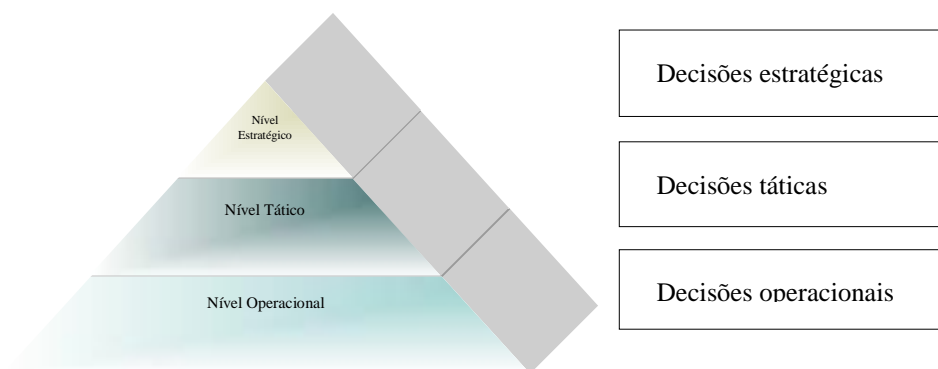 Nível
Estratégico
Nível Tático
Nível Operacional
Decisões estratégicas
Decisões táticas
Decisões operacionais